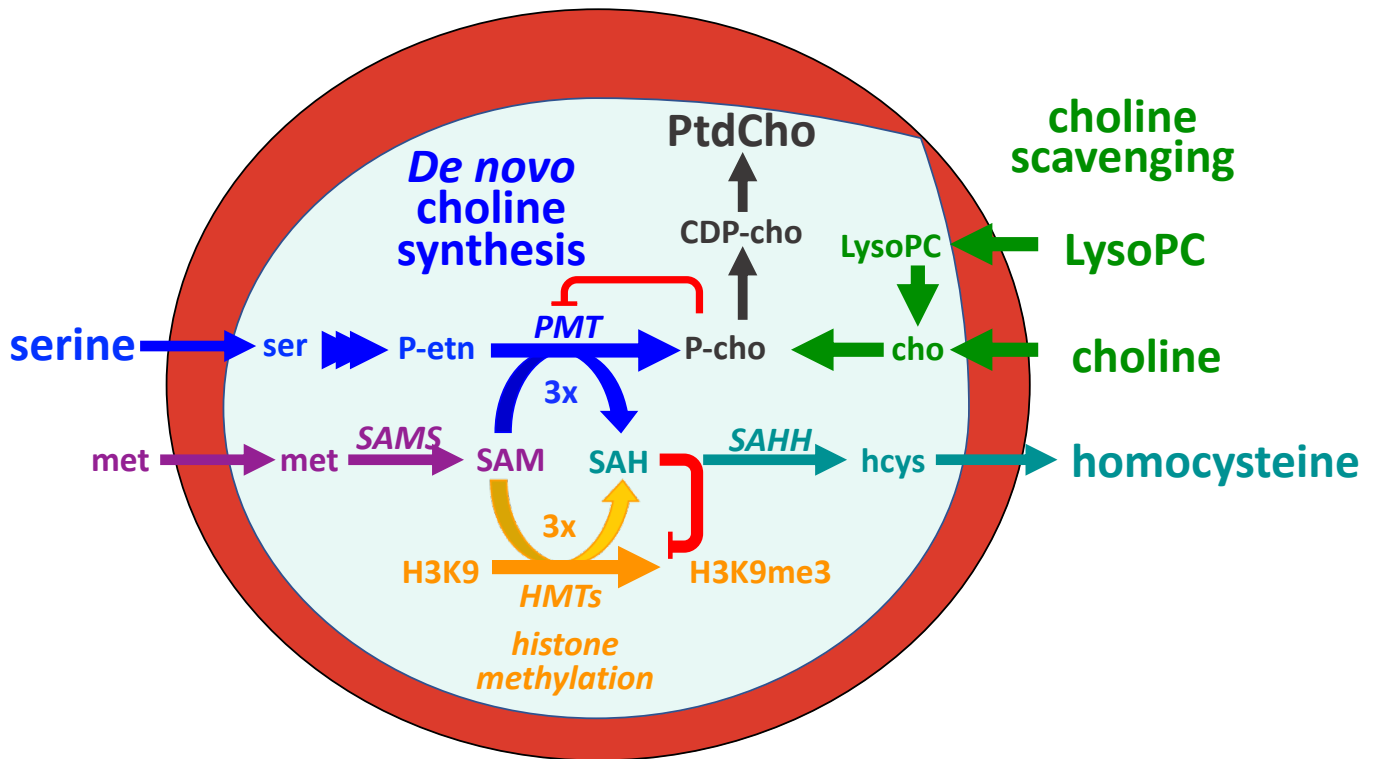 PtdCho
choline
scavenging
De novo
choline
synthesis
CDP-cho
LysoPC
LysoPC
serine
ser
P-etn
PMT
P-cho
cho
choline
3x
met
met
SAMS
SAM
SAH
SAHH
hcys
homocysteine
3x
H3K9
HMTs
H3K9me3
histone
methylation